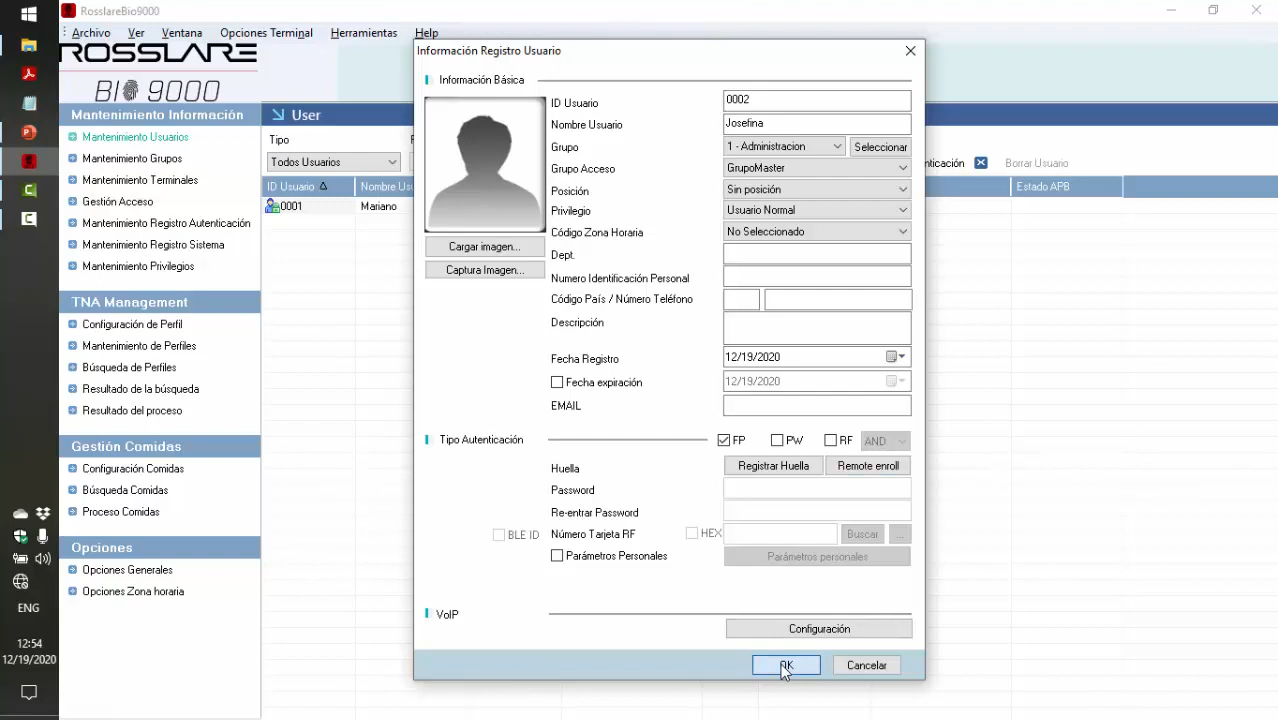 RosslareBio9000
Archivo Ver Ventana Opciones Terminal Herramientas Help
ROSSLARE
BIO 9000
Mantenimiento Información
Mantenimiento Usuarios
Mantenimiento Grupos
Mantenimiento Terminales
Gestión Acceso
Mantenimiento Registro Autenticación
Mantenimiento Registro Sistema
Mantenimiento Privilegios
TNA Management
Configuración de Perfil
Mantenimiento de Perfiles
Búsqueda de Perfiles
Resultado de la búsqueda
Resultado del proceso
Gestión Comidas
Configuración Comidas
Búsqueda Comidas
Proceso Comidas
Opciones
Opciones Generales
Opciones Zona horaria
User
Tipo
Todos Usuarios
nticación Borrar Usuario
ID Usuario Nombre Usu Estado APB
0001 Mariano
Información Registro Usuario
Información Básica
Cargar imagen...
Captura Imagen...
ID Usuario 0002
Nombre Usuario Josefina
Grupo 1 - Administracion Seleccionar
Grupo Acceso GrupoMaster
Posición Sin posición
Privilegio Usuario Normal
Código Zona Horaria No Seleccionado
Dept.
Numero Identificación Personal
Código País / Número Teléfono
Descripción
Fecha Registro 12/19/2020
Fecha expiración 12/19/2020
EMAIL
Tipo Autenticación FP PW RF AND
Huella Registrar Huella Remote enroll
Password
Re-entrar Password
BLE ID Número Tarjeta RF HEX Buscar ...
Parámetros Personales Parámetros personales
VoIP
Configuración
OK Cancelar
ENG
12:54
12/19/2020